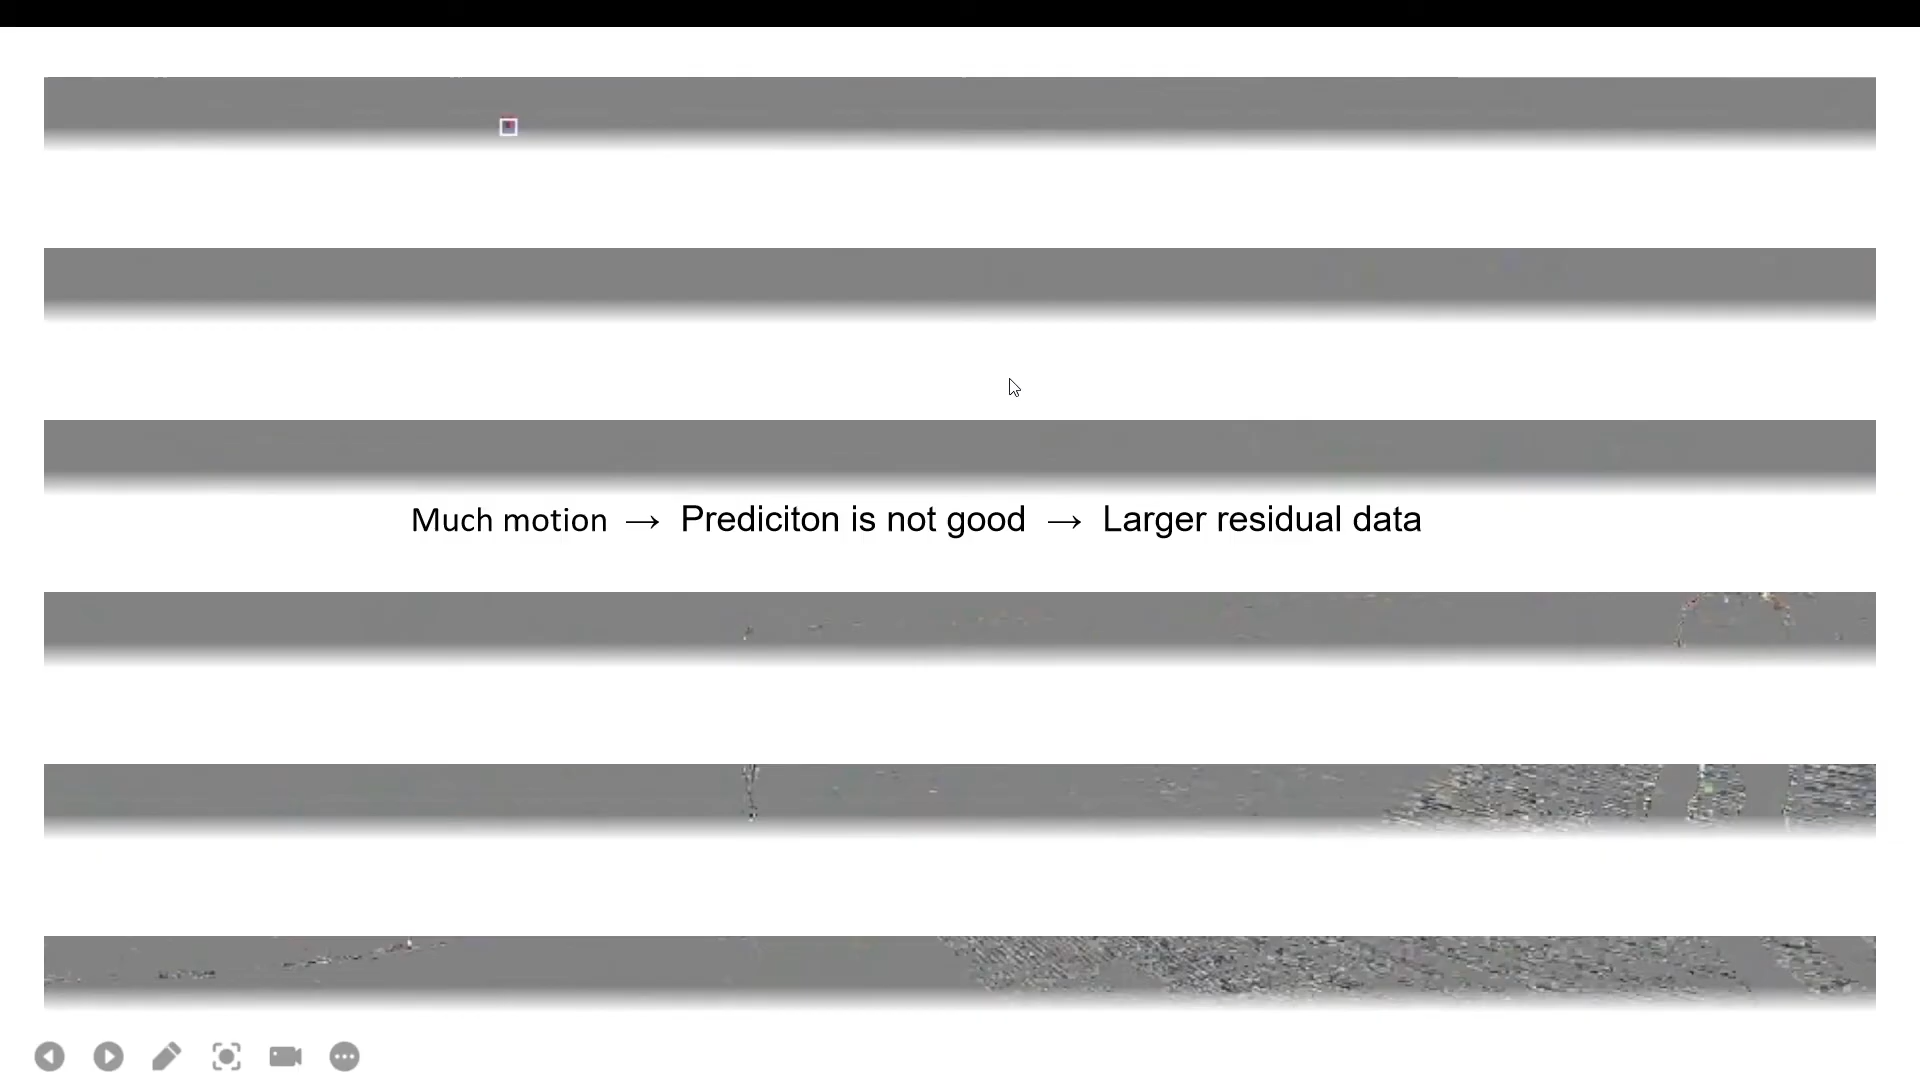 Much motion → Prediciton is not good → Larger residual data